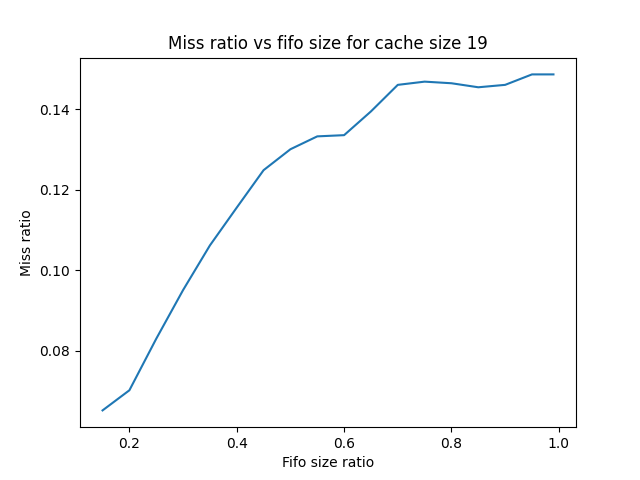 Miss ratio vs fifo size for cache size 19
Miss ratio
0.14
0.12
0.10
0.08
0.2 0.4 0.6 0.8 1.0
Fifo size ratio